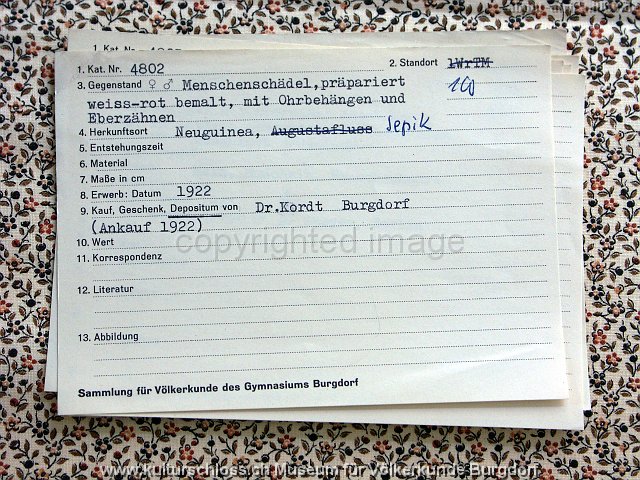 1. Kat. Nr.
1. Kat. Nr. 4802 2. Standort lWrTM
3. Gegenstand ♀ ♂ Menschenschädel, präpariert 100
weiss-rot bemalt, mit Ohrbehängen und
Eberzähnen
4. Herkunftsort Neuguinea, Augustafluss Sepik
5. Entstehungszeit
6. Material
7. Maße in cm
8. Erwerb: Datum 1922
9. Kauf, Geschenk, Depositum von Dr.Kordt Burgdorf
(Ankauf 1922)
copyrighted image
10. Wert
11. Korrespondenz
12. Literatur
13. Abbildung
Sammlung für Völkerkunde des Gymnasiums Burgdorf
www.kulturschloss.ch Museum für Völkerkunde Burgdorf